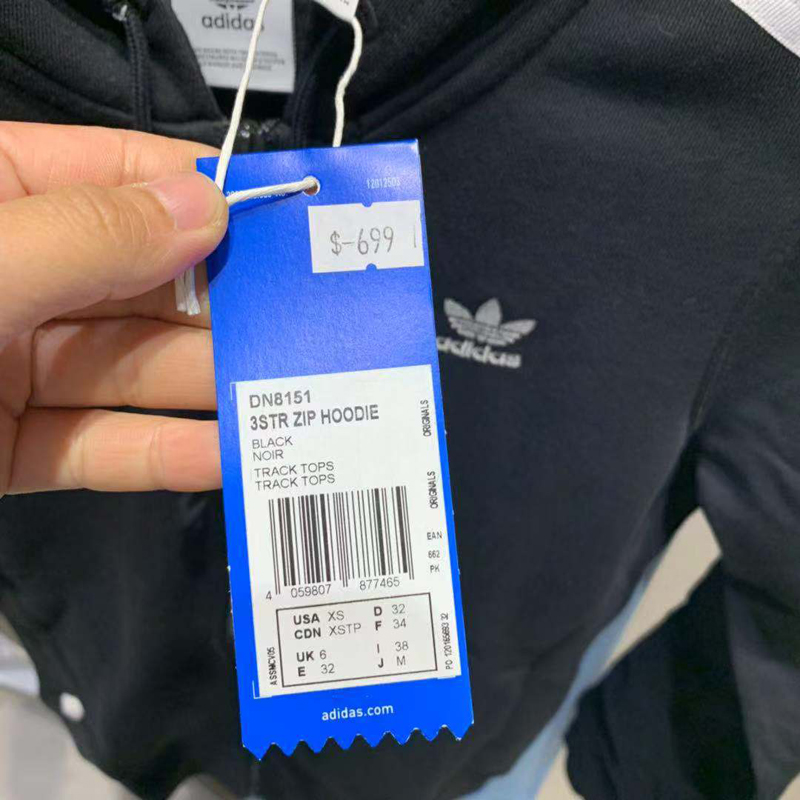 adidas
12012503
$-699
adidas
DN8151
3STR ZIP HOODIE
BLACK
NOIR
TRACK TOPS
TRACK TOPS
ORIGINALS
ORIGINALS
EAN
662
PK
4 059807 877465
USA XS D 32
CDN XSTP F 34
UK 6 I 38
E 32 J M
ASSMCV05
adidas.com